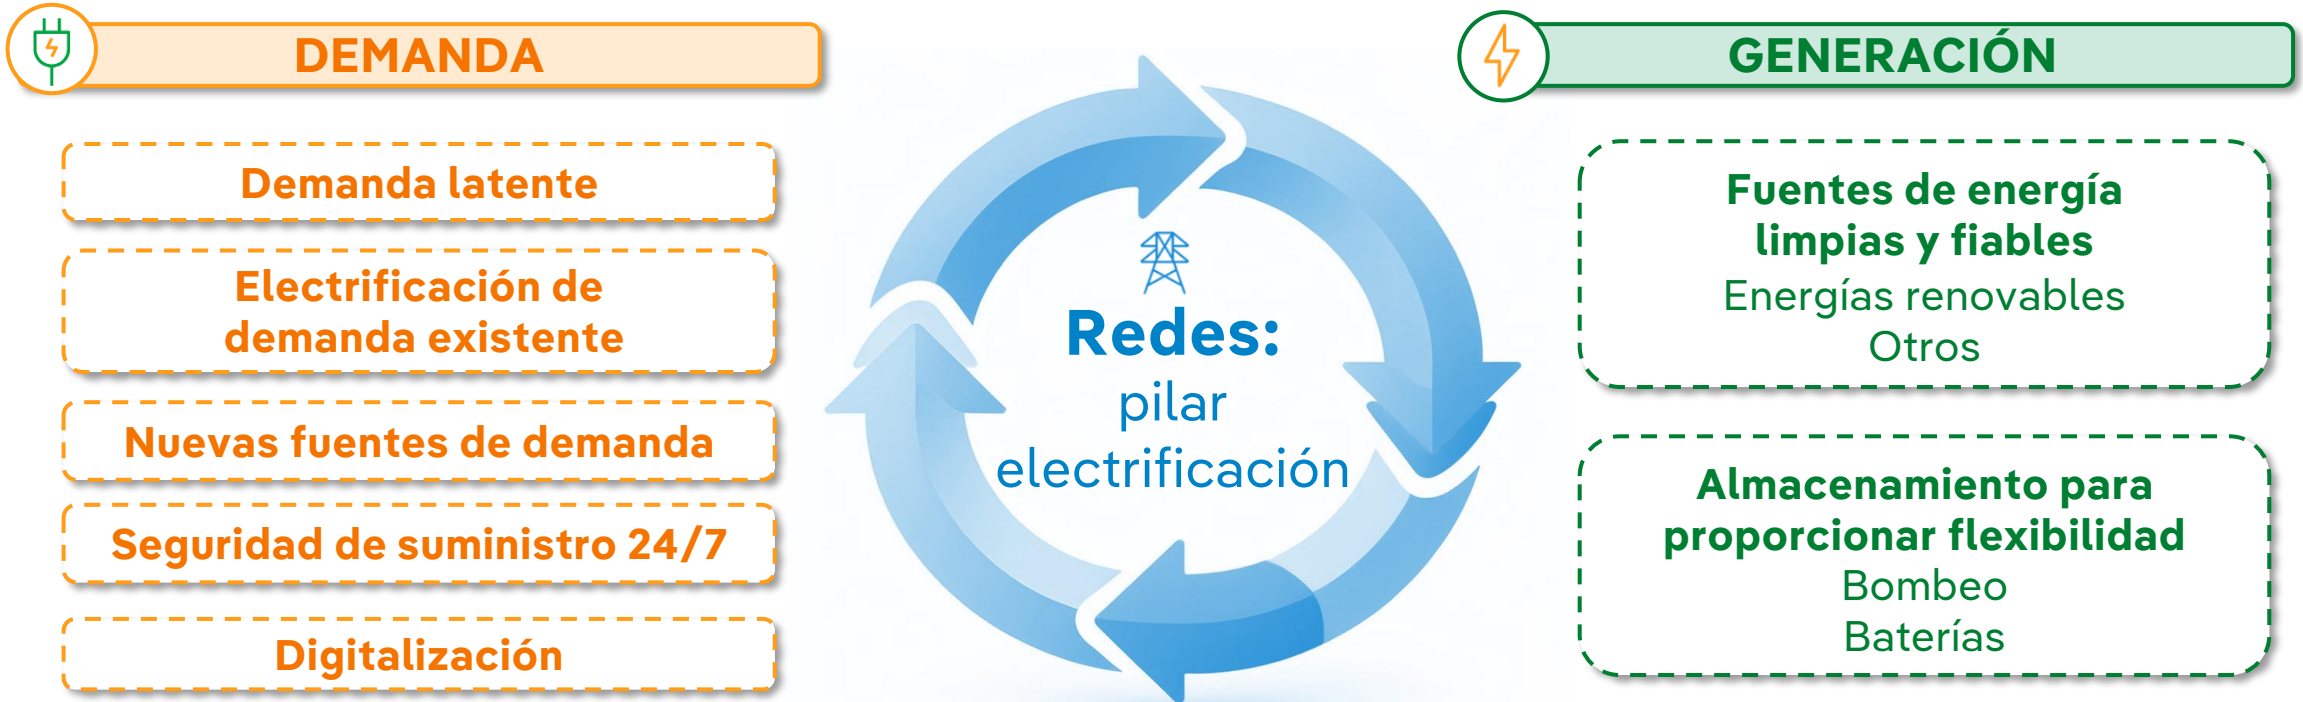 DEMANDA
Demanda latente
Electrificación de
demanda existente
Nuevas fuentes de demanda
Seguridad de suministro 24/7
Digitalización
Redes:
pilar
electrificación
GENERACIÓN
Fuentes de energía
limpias y fiables
Energías renovables
Otros
Almacenamiento para
proporcionar flexibilidad
Bombeo
Baterías